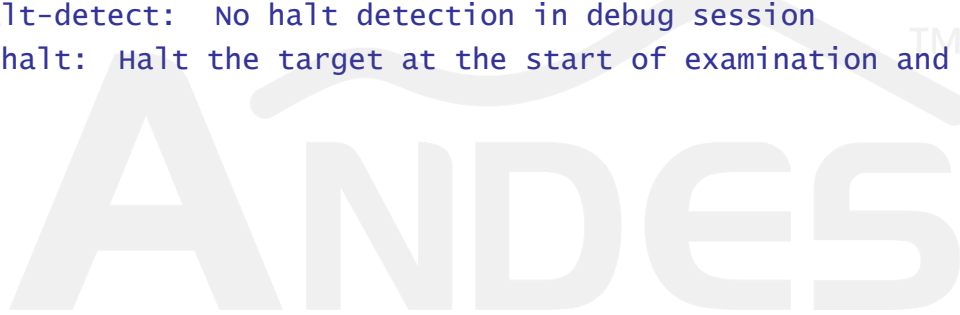 lt-detect:  No halt detection in debug session
halt:  Halt the target at the start of examination and
TM
ANDES